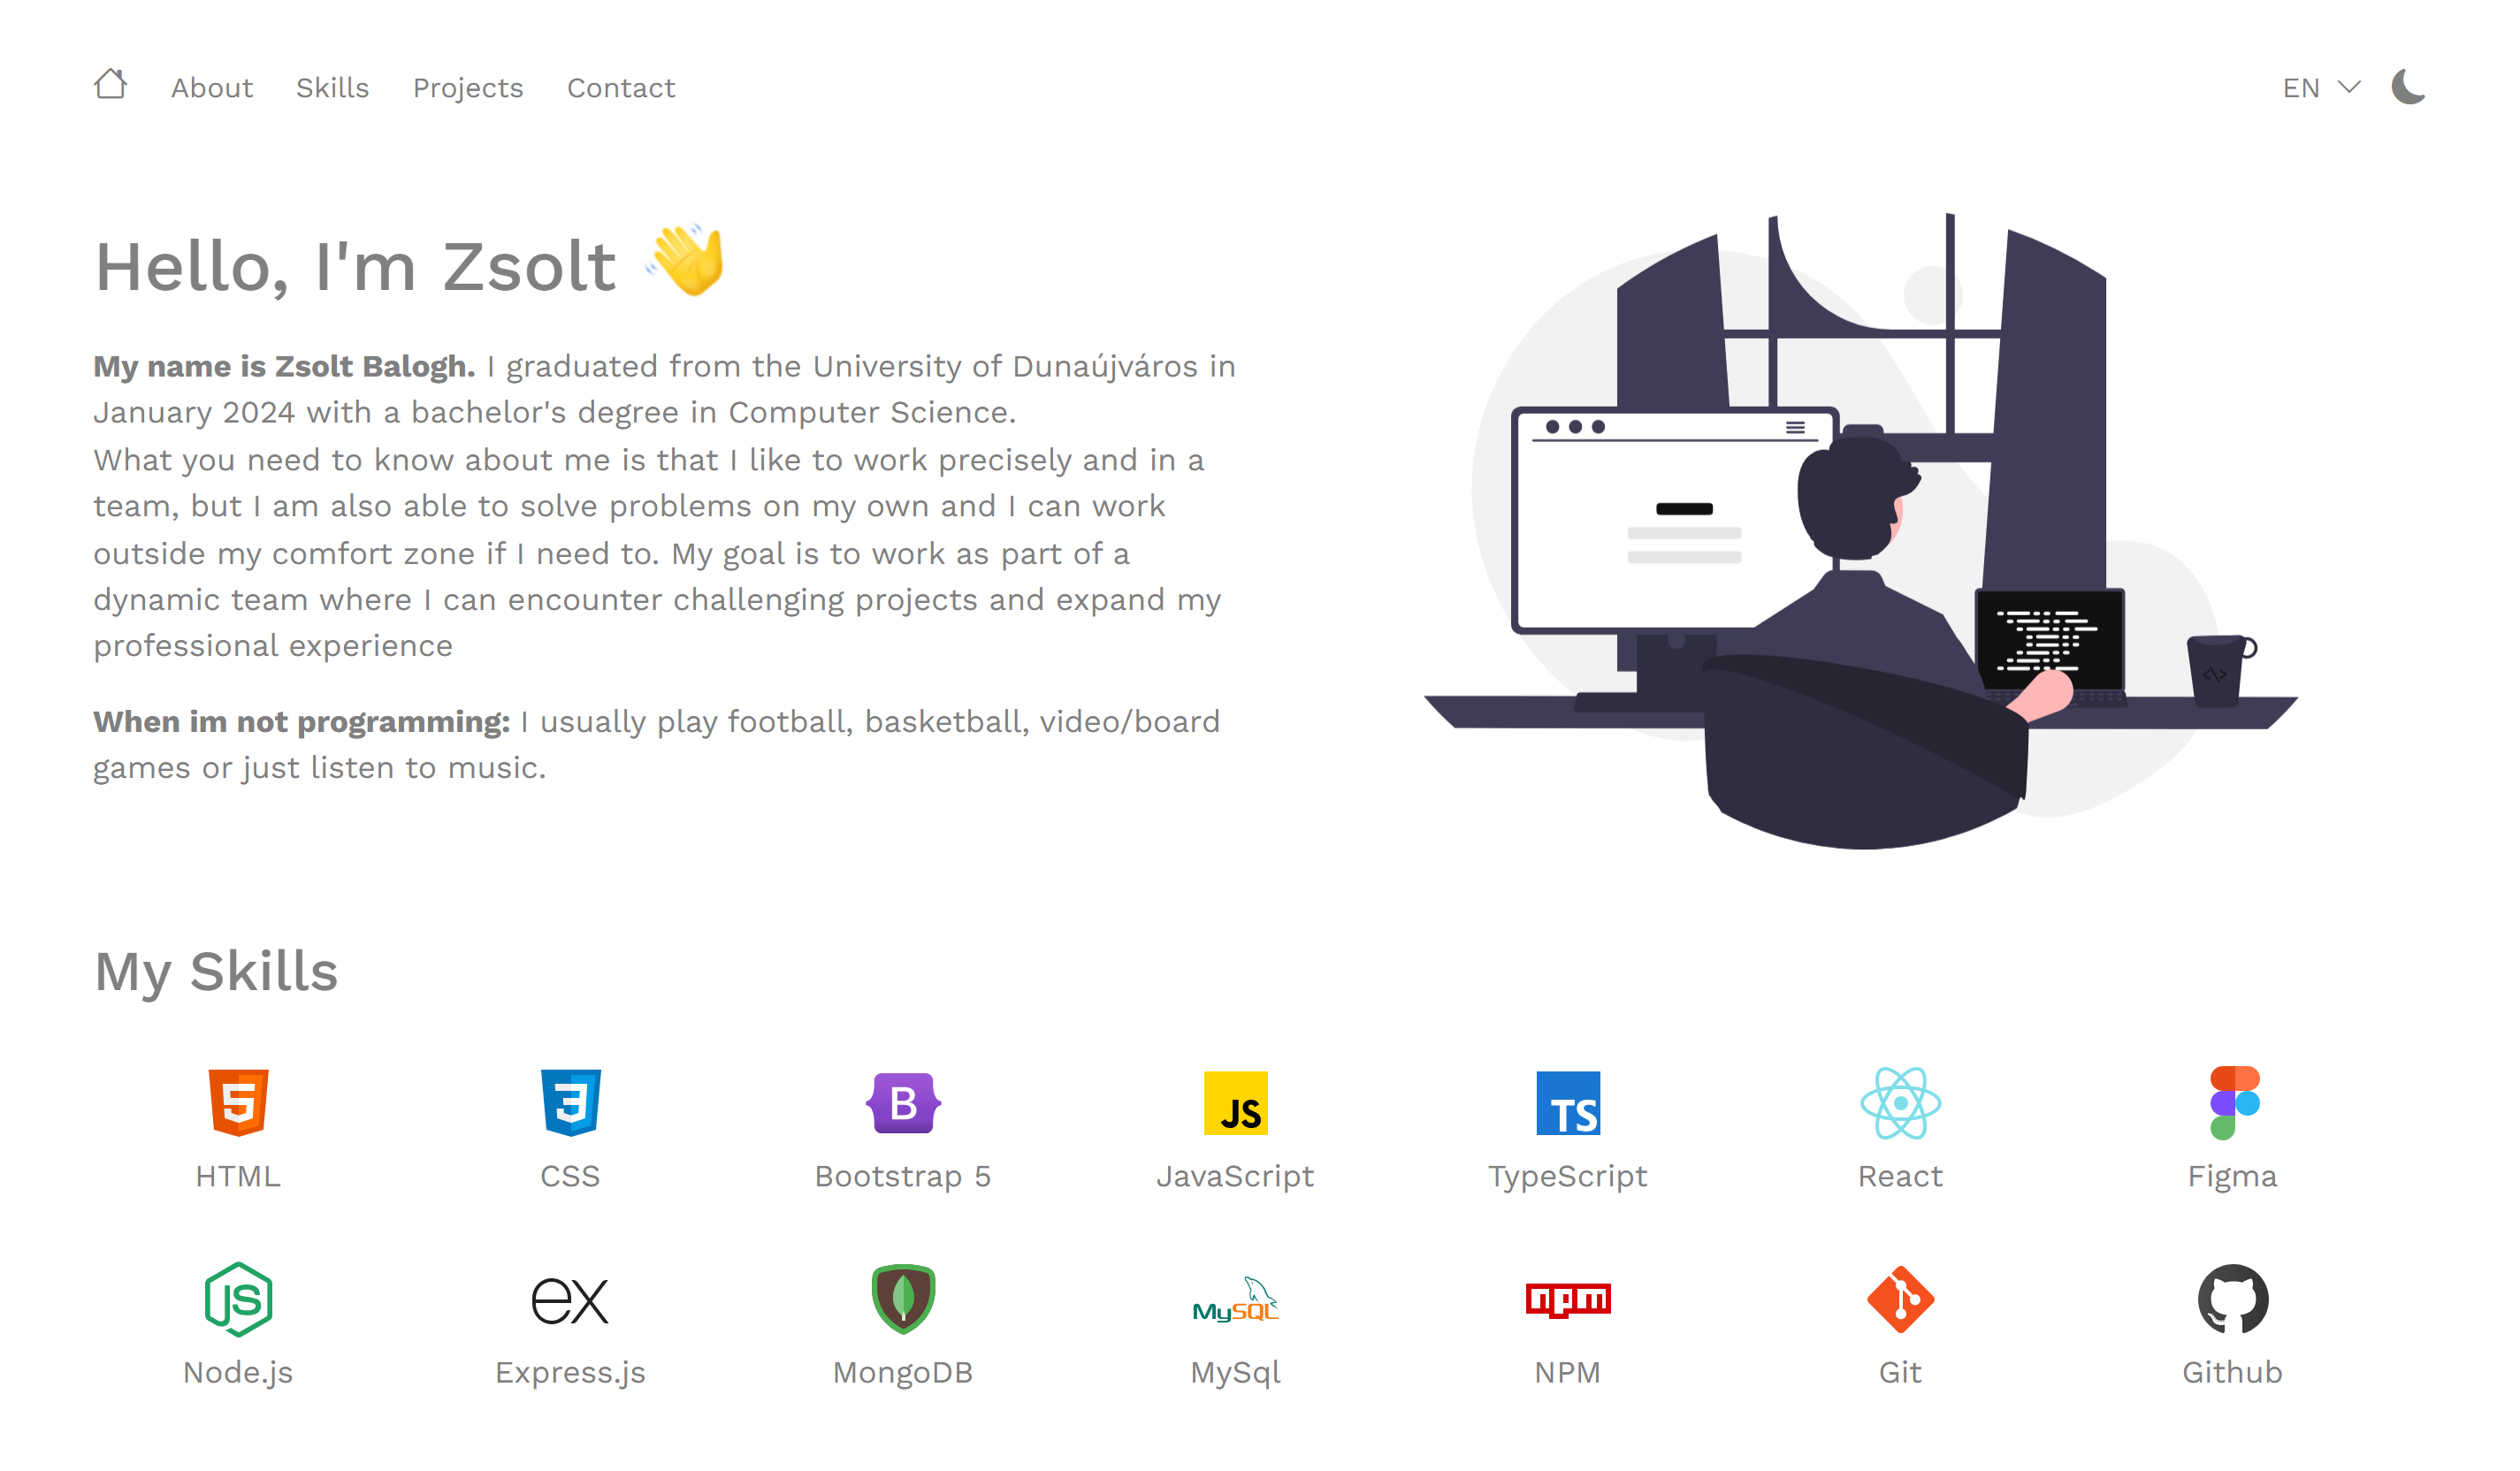 About Skills Projects Contact EN
Hello, I'm Zsolt 👋
My name is Zsolt Balogh. I graduated from the University of Dunaújváros in
January 2024 with a bachelor's degree in Computer Science.
What you need to know about me is that I like to work precisely and in a
team, but I am also able to solve problems on my own and I can work
outside my comfort zone if I need to. My goal is to work as part of a
dynamic team where I can encounter challenging projects and expand my
professional experience
When im not programming: I usually play football, basketball, video/board
games or just listen to music.
<\>
My Skills
5 3 B JS TS
HTML CSS Bootstrap 5 JavaScript TypeScript React Figma
JS ex MySQL npm
Node.js Express.js MongoDB MySql NPM Git Github